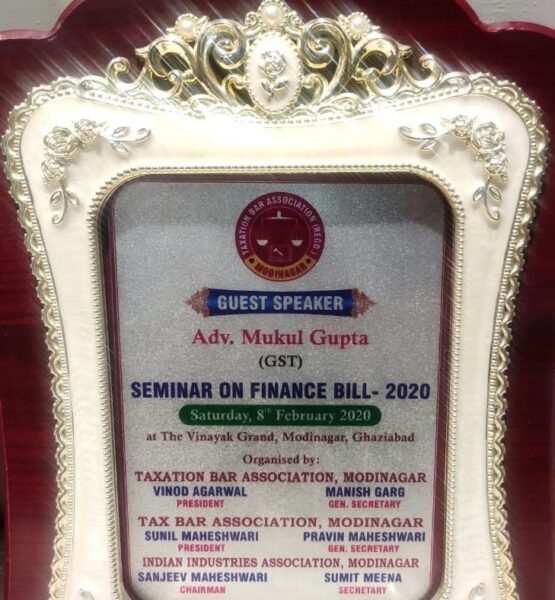 TAXATION BAR ASSOCIATION (REGD.)
MODINAGAR
GUEST SPEAKER
Adv. Mukul Gupta
(GST)
SEMINAR ON FINANCE BILL- 2020
Saturday, 8th February 2020
at The Vinayak Grand, Modinagar, Ghaziabad
Organised by:
TAXATION BAR ASSOCIATION, MODINAGAR
VINOD AGARWAL MANISH GARG
PRESIDENT GEN. SECRETARY
TAX BAR ASSOCIATION, MODINAGAR
SUNIL MAHESHWARI PRAVIN MAHESHWARI
PRESIDENT GEN. SECRETARY
INDIAN INDUSTRIES ASSOCIATION, MODINAGAR
SANJEEV MAHESHWARI SUMIT MEENA
CHAIRMAN SECRETARY